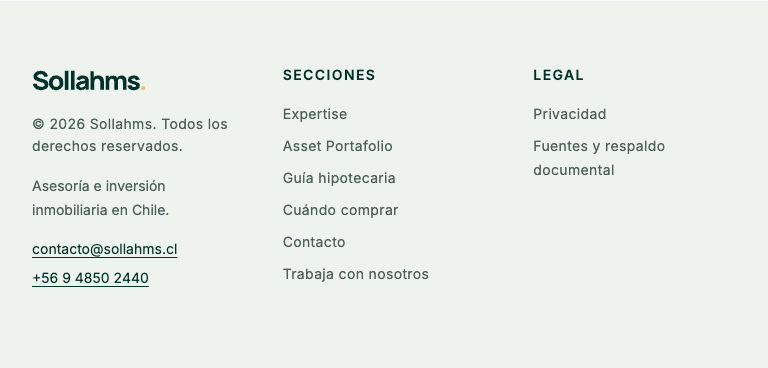 Sollahms.
© 2026 Sollahms. Todos los
derechos reservados.
Asesoría e inversión
inmobiliaria en Chile.
contacto@sollahms.cl
+56 9 4850 2440
SECCIONES
Expertise
Asset Portafolio
Guía hipotecaria
Cuándo comprar
Contacto
Trabaja con nosotros
LEGAL
Privacidad
Fuentes y respaldo
documental